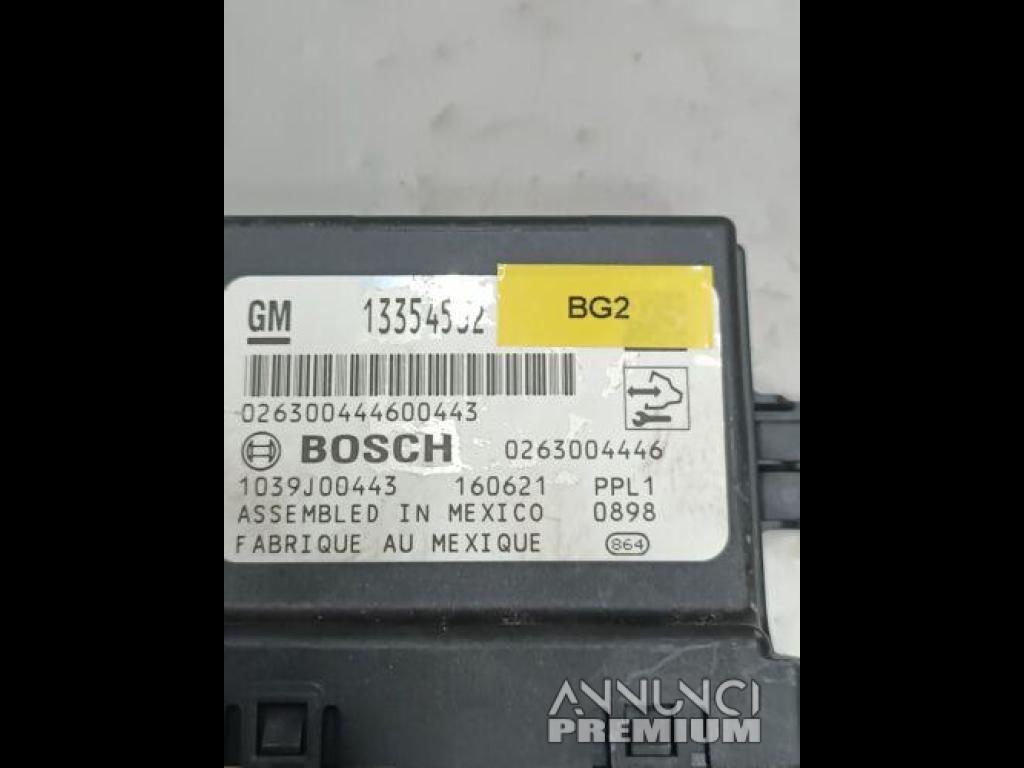 GM
BG2
026300444600443
BOSCH 0263004446
1039J00443 160621 PPL1
ASSEMBLED IN MEXICO 0898
FABRIQUE AU MEXIQUE 864
ANNUNCI
PREMIUM